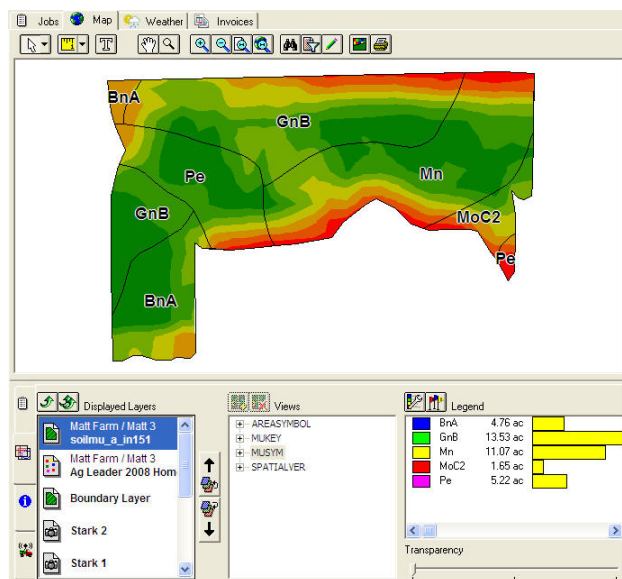 Jobs Map Weather Invoices
T
BnA
GnB
Pe
Mn
GnB
MoC2
Pe
BnA
Displayed Layers
Matt Farm / Matt 3
soilmu_a_in151
Matt Farm / Matt 3
Ag Leader 2008 Hom
Boundary Layer
Stark 2
Stark 1
Views
AREASYMBOL
MUKEY
MUSYM
SPATIALVER
Legend
BnA 4.76 ac
GnB 13.53 ac
Mn 11.07 ac
MoC2 1.65 ac
Pe 5.22 ac
Transparency